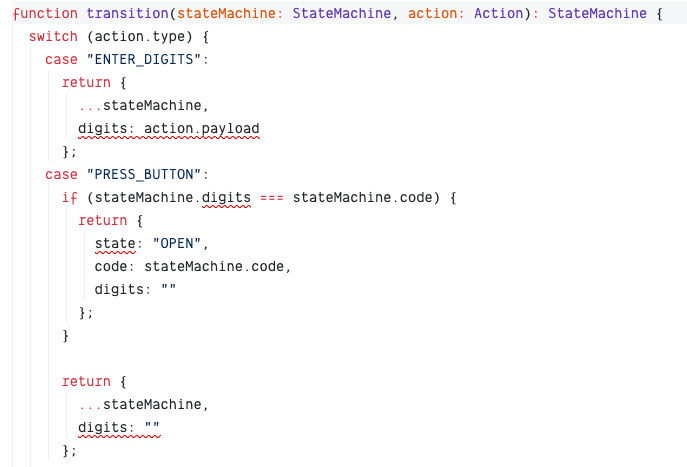 function transition(stateMachine: StateMachine, action: Action): StateMachine {
  switch (action.type) {
    case "ENTER_DIGITS":
      return {
        ...stateMachine,
        digits: action.payload
      };
    case "PRESS_BUTTON":
      if (stateMachine.digits === stateMachine.code) {
        return {
          state: "OPEN",
          code: stateMachine.code,
          digits: ""
        };
      }

      return {
        ...stateMachine,
        digits: ""
      };